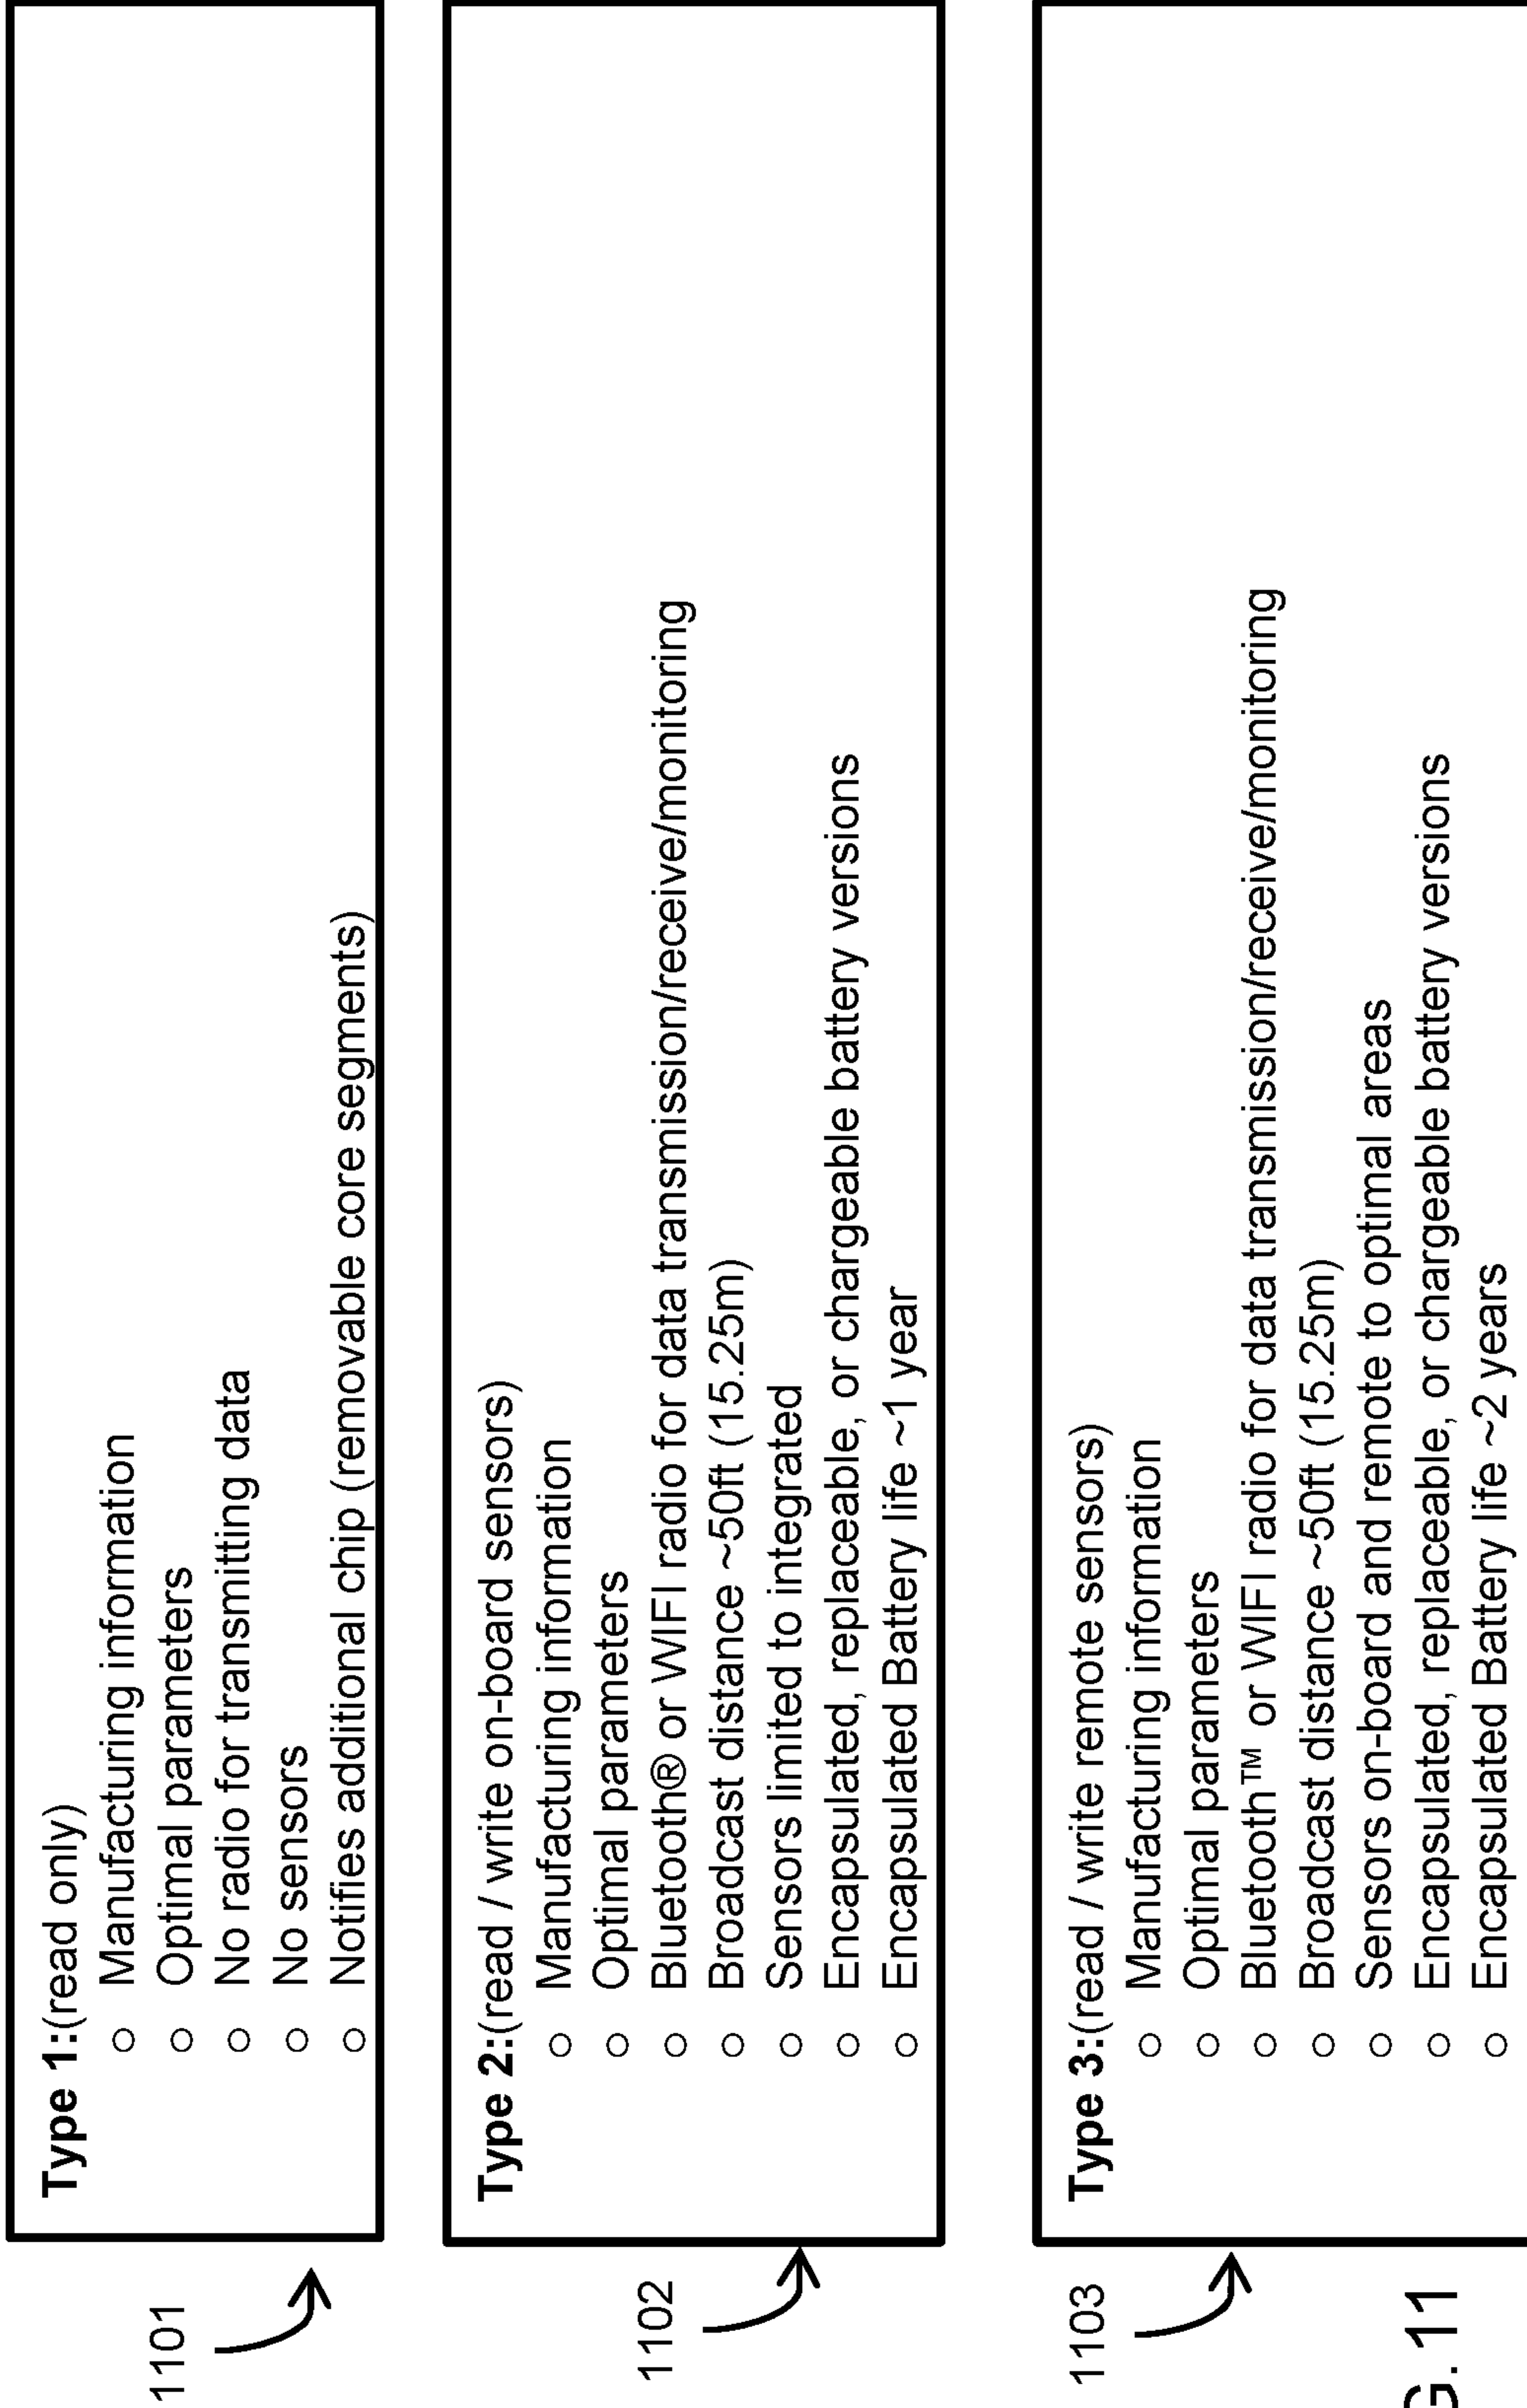 1101
Type 1:(read only)
○ Manufacturing information
○ Optimal parameters
○ No radio for transmitting data
○ No sensors
○ Notifies additional chip (removable core segments)
1102
Type 2:(read / write on-board sensors)
○ Manufacturing information
○ Optimal parameters
○ Bluetooth® or WIFI radio for data transmission/receive/monitoring
○ Broadcast distance ~50ft (15.25m)
○ Sensors limited to integrated
○ Encapsulated, replaceable, or chargeable battery versions
○ Encapsulated Battery life ~1 year
1103
Type 3:(read / write remote sensors)
○ Manufacturing information
○ Optimal parameters
○ Bluetooth™ or WIFI radio for data transmission/receive/monitoring
○ Broadcast distance ~50ft (15.25m)
○ Sensors on-board and remote to optimal areas
○ Encapsulated, replaceable, or chargeable battery versions
○ Encapsulated Battery life ~2 years
G. 11